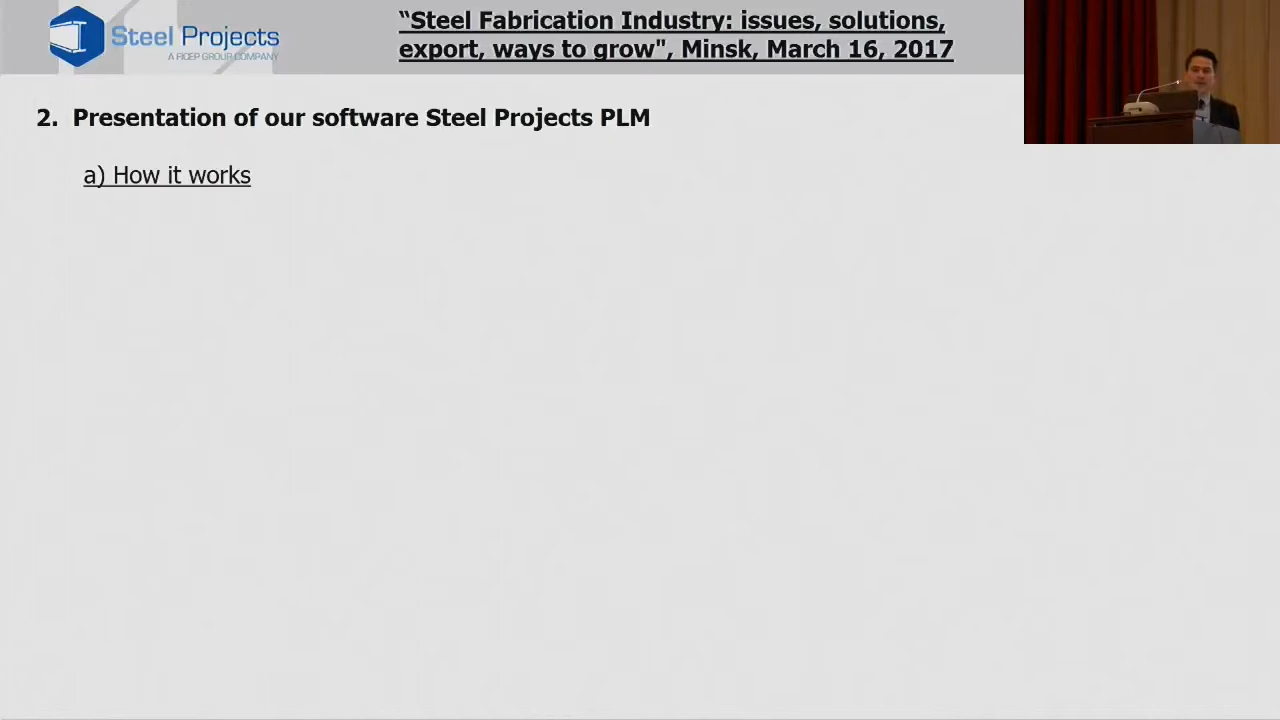 Steel Projects
A FICEP GROUP COMPANY
“Steel Fabrication Industry: issues, solutions,
export, ways to grow", Minsk, March 16, 2017
2. Presentation of our software Steel Projects PLM
a) How it works